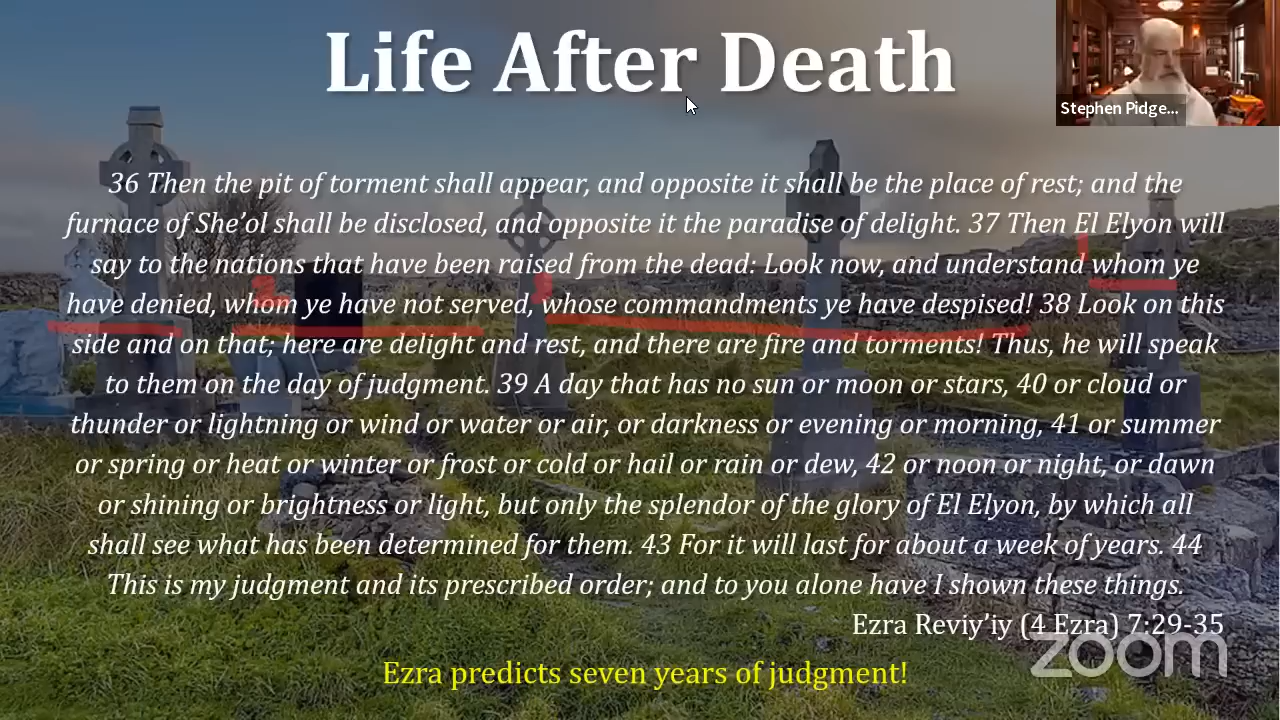 Life After Death
Stephen Pidge...
36 Then the pit of torment shall appear, and opposite it shall be the place of rest; and the
furnace of She’ol shall be disclosed, and opposite it the paradise of delight. 37 Then El Elyon will
say to the nations that have been raised from the dead: Look now, and understand whom ye
have denied, whom ye have not served, whose commandments ye have despised! 38 Look on this
side and on that; here are delight and rest, and there are fire and torments! Thus, he will speak
to them on the day of judgment. 39 A day that has no sun or moon or stars, 40 or cloud or
thunder or lightning or wind or water or air, or darkness or evening or morning, 41 or summer
or spring or heat or winter or frost or cold or hail or rain or dew, 42 or noon or night, or dawn
or shining or brightness or light, but only the splendor of the glory of El Elyon, by which all
shall see what has been determined for them. 43 For it will last for about a week of years. 44
This is my judgment and its prescribed order; and to you alone have I shown these things.
Ezra Reviy’iy (4 Ezra) 7:29-35
zoom
Ezra predicts seven years of judgment!